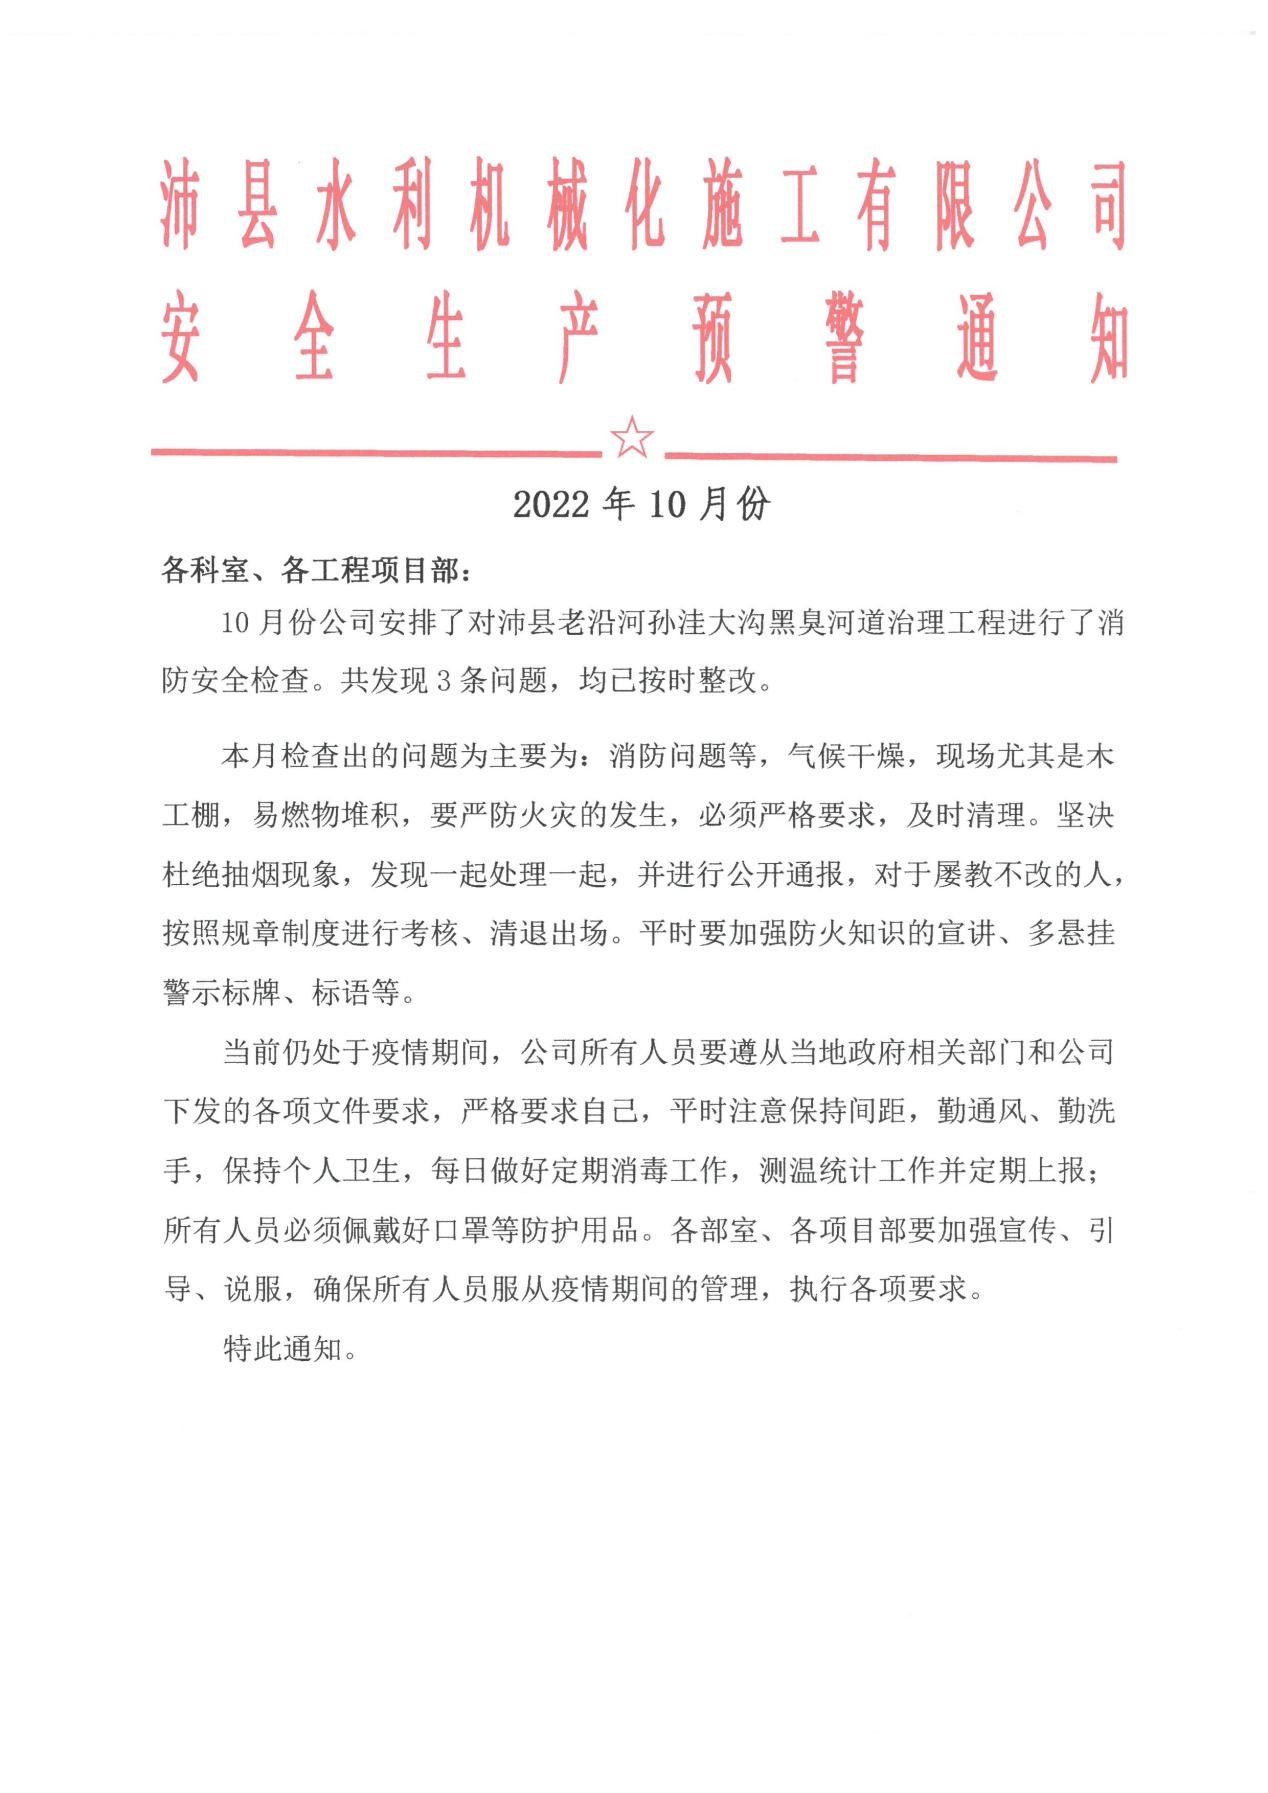 沛县水利机械化施工有限公司
安全生产预警通知
2022年10月份
各科室、各工程项目部：
10月份公司安排了对沛县老沿河孙洼大沟黑臭河道治理工程进行了消
防安全检查。共发现3条问题，均已按时整改。
本月检查出的问题为主要为：消防问题等，气候干燥，现场尤其是木
工棚，易燃物堆积，要严防火灾的发生，必须严格要求，及时清理。坚决
杜绝抽烟现象，发现一起处理一起，并进行公开通报，对于屡教不改的人，
按照规章制度进行考核、清退出场。平时要加强防火知识的宣讲、多悬挂
警示标牌、标语等。
当前仍处于疫情期间，公司所有人员要遵从当地政府相关部门和公司
下发的各项文件要求，严格要求自己，平时注意保持间距，勤通风、勤洗
手，保持个人卫生，每日做好定期消毒工作，测温统计工作并定期上报；
所有人员必须佩戴好口罩等防护用品。各部室、各项目部要加强宣传、引
导、说服，确保所有人员服从疫情期间的管理，执行各项要求。
特此通知。